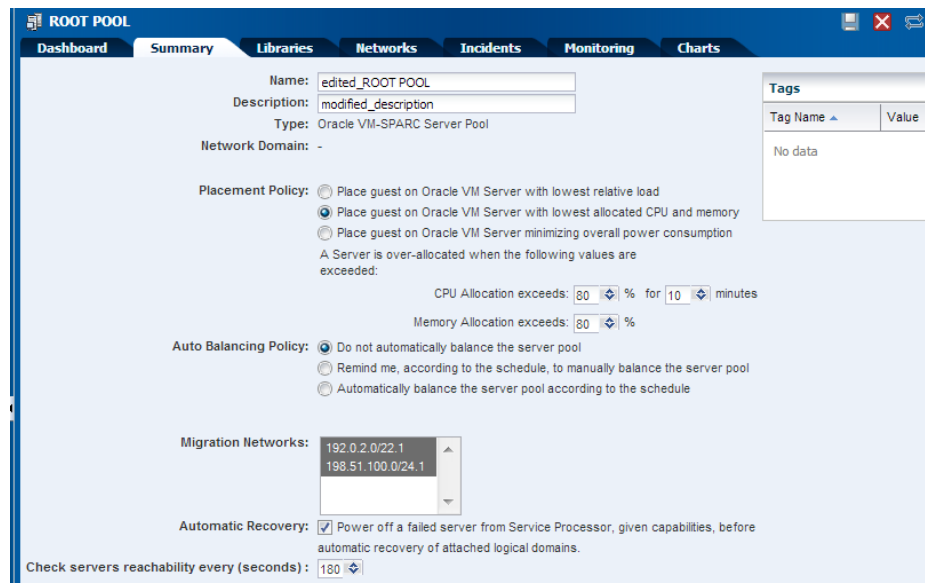 ROOT POOL
Dashboard Summary Libraries Networks Incidents Monitoring Charts
Name: edited_ROOT POOL
Description: modified_description
Type: Oracle VM-SPARC Server Pool
Network Domain: -
Placement Policy: Place guest on Oracle VM Server with lowest relative load
Place guest on Oracle VM Server with lowest allocated CPU and memory
Place guest on Oracle VM Server minimizing overall power consumption
A Server is over-allocated when the following values are
exceeded:
CPU Allocation exceeds: 80 % for 10 minutes
Memory Allocation exceeds: 80 %
Auto Balancing Policy: Do not automatically balance the server pool
Remind me, according to the schedule, to manually balance the server pool
Automatically balance the server pool according to the schedule
Migration Networks: 192.0.2.0/22.1
198.51.100.0/24.1
Automatic Recovery: Power off a failed server from Service Processor, given capabilities, before
automatic recovery of attached logical domains.
Check servers reachability every (seconds) : 180
Tags
Tag Name Value
No data